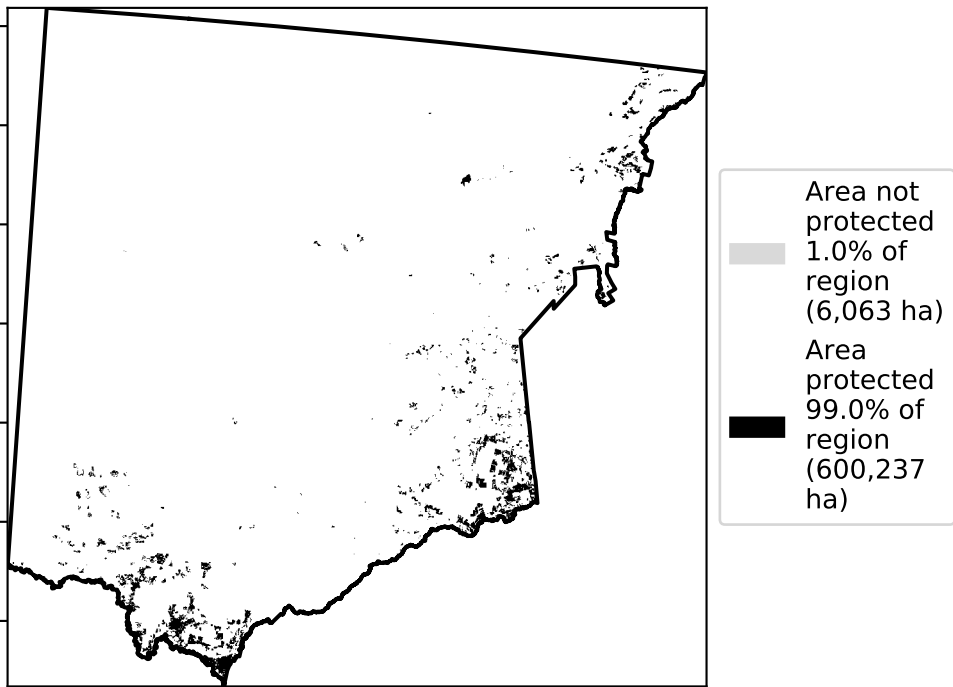 Area not
protected
1.0% of
region
(6,063 ha)
Area
protected
99.0% of
region
(600,237
ha)